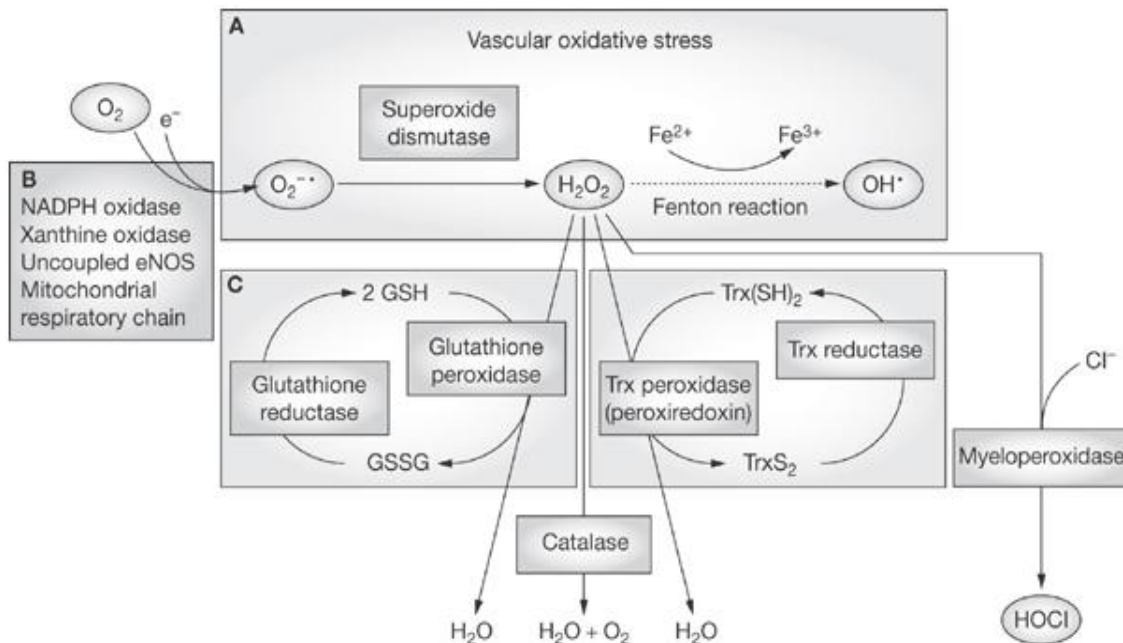 A
Vascular oxidative stress
O₂
e⁻
Superoxide
dismutase
Fe²⁺
Fe³⁺
O₂⁻•
H₂O₂
OH•
Fenton reaction
B
NADPH oxidase
Xanthine oxidase
Uncoupled eNOS
Mitochondrial
respiratory chain
C
2 GSH
Glutathione
peroxidase
Glutathione
reductase
GSSG
Trx(SH)₂
Trx reductase
Trx peroxidase
(peroxiredoxin)
TrxS₂
Cl⁻
Myeloperoxidase
Catalase
H₂O
H₂O + O₂
H₂O
HOCl